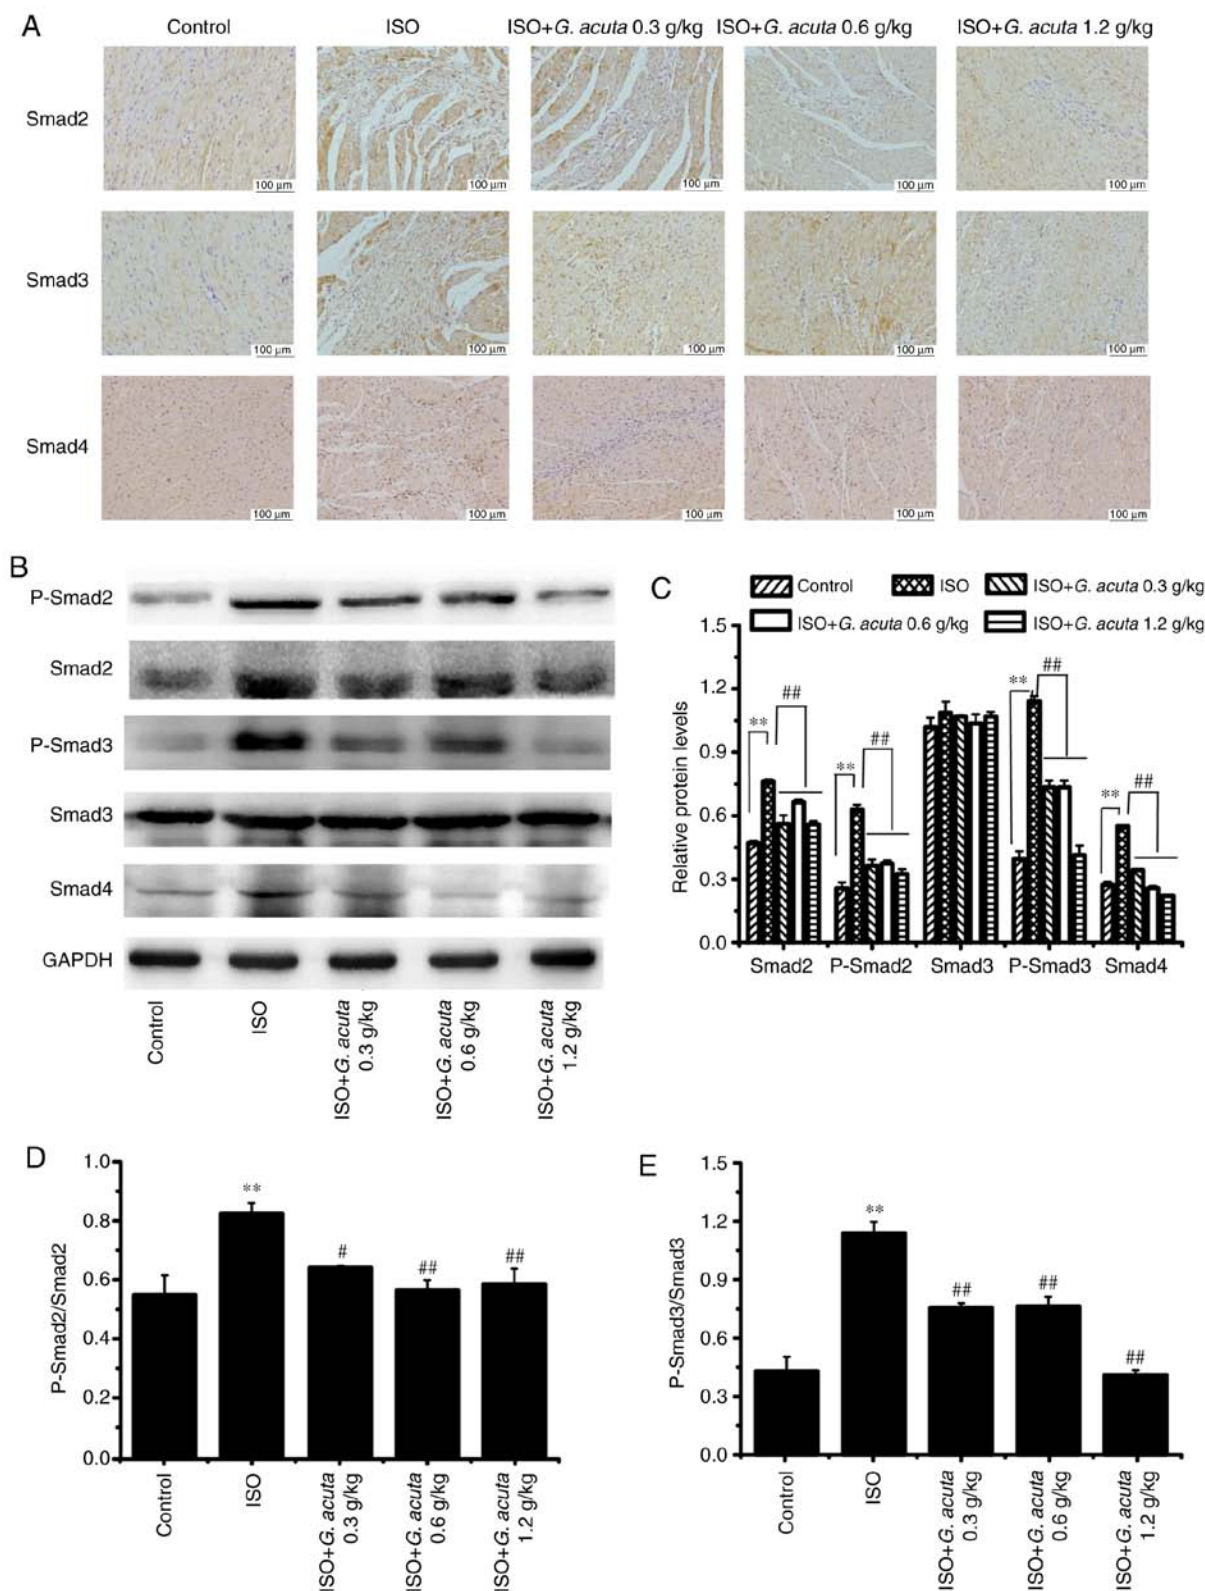 A
Control ISO ISO+G. acuta 0.3 g/kg ISO+G. acuta 0.6 g/kg ISO+G. acuta 1.2 g/kg
Smad2
100 µm 100 µm 100 µm 100 µm 100 µm
Smad3
100 µm 100 µm 100 µm 100 µm 100 µm
Smad4
100 µm 100 µm 100 µm 100 µm 100 µm
B
P-Smad2
Smad2
P-Smad3
Smad3
Smad4
GAPDH
Control
ISO
ISO+G. acuta
0.3 g/kg
ISO+G. acuta
0.6 g/kg
ISO+G. acuta
1.2 g/kg
C
Control ISO ISO+G. acuta 0.3 g/kg
ISO+G. acuta 0.6 g/kg ISO+G. acuta 1.2 g/kg
Relative protein levels
1.5
1.2
0.9
0.6
0.3
0.0
** ##
** ##
** ##
** ##
Smad2 P-Smad2 Smad3 P-Smad3 Smad4
D
P-Smad2/Smad2
1.0
0.8
0.6
0.4
0.2
0.0
** # ## ##
Control
ISO
ISO+G. acuta
0.3 g/kg
ISO+G. acuta
0.6 g/kg
ISO+G. acuta
1.2 g/kg
E
P-Smad3/Smad3
1.5
1.2
0.9
0.6
0.3
0.0
** ## ## ##
Control
ISO
ISO+G. acuta
0.3 g/kg
ISO+G. acuta
0.6 g/kg
ISO+G. acuta
1.2 g/kg